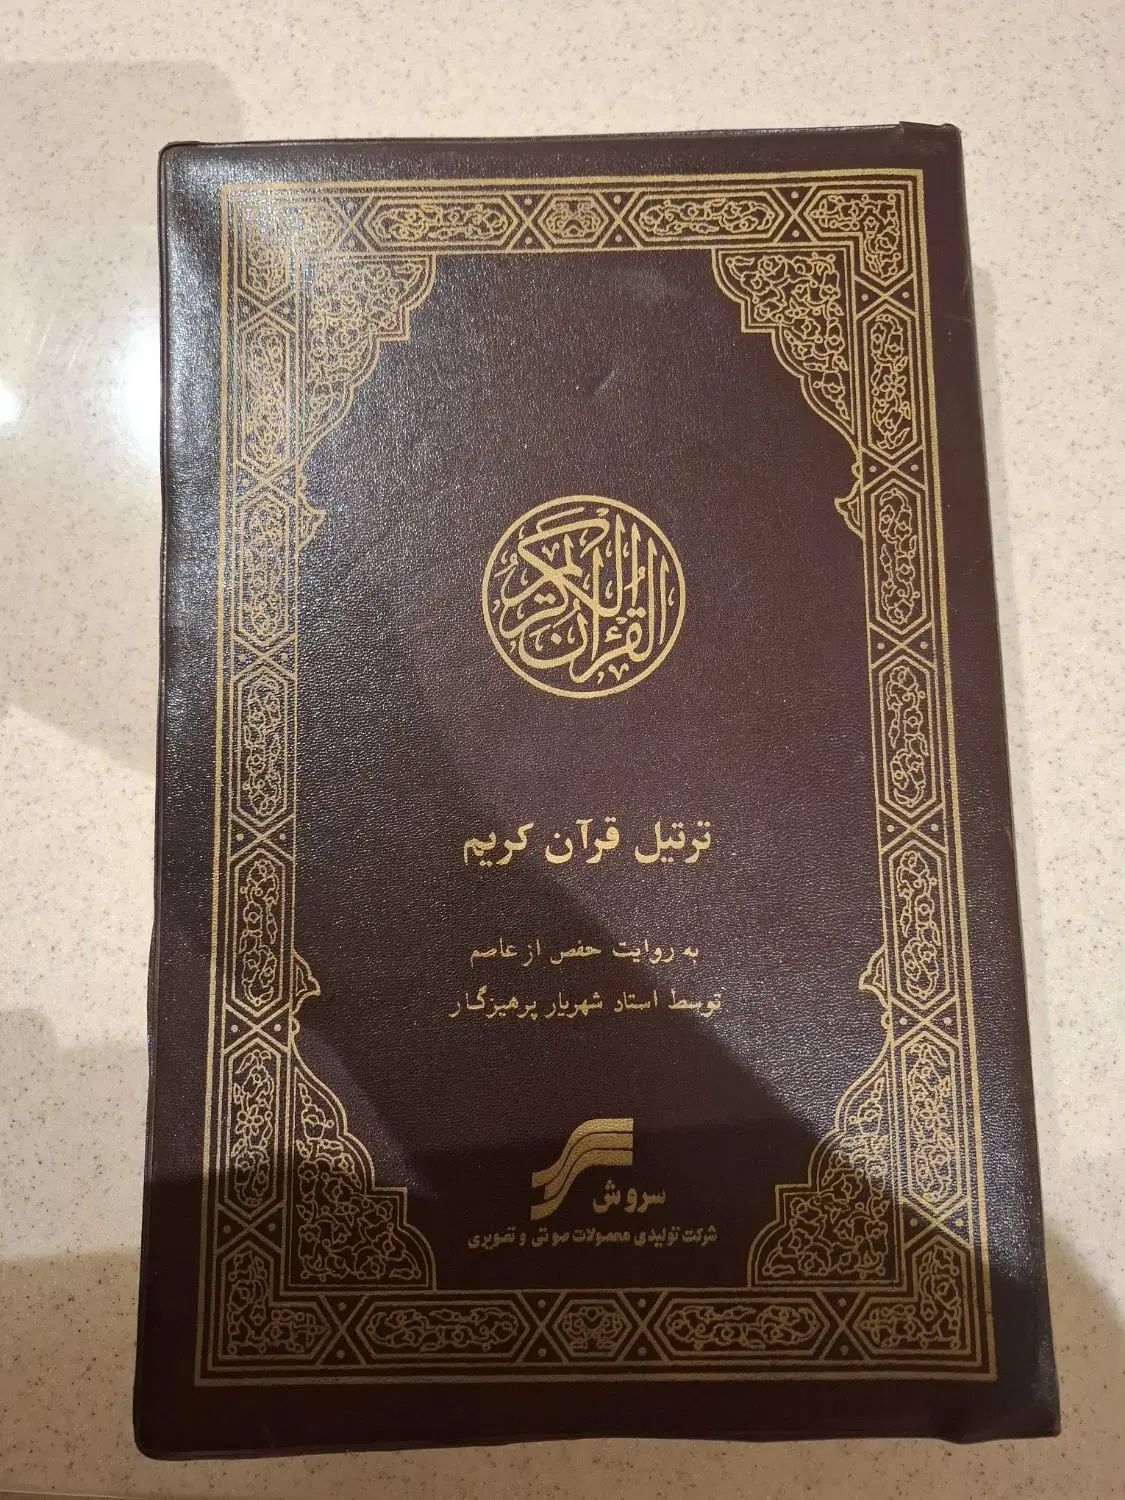 القرآن الكريم
ترتیل قرآن کریم
به روایت حفص از عاصم
توسط استاد شهریار پرهیزگار
سروش
شرکت تولیدی محصولات صوتی و تصویری